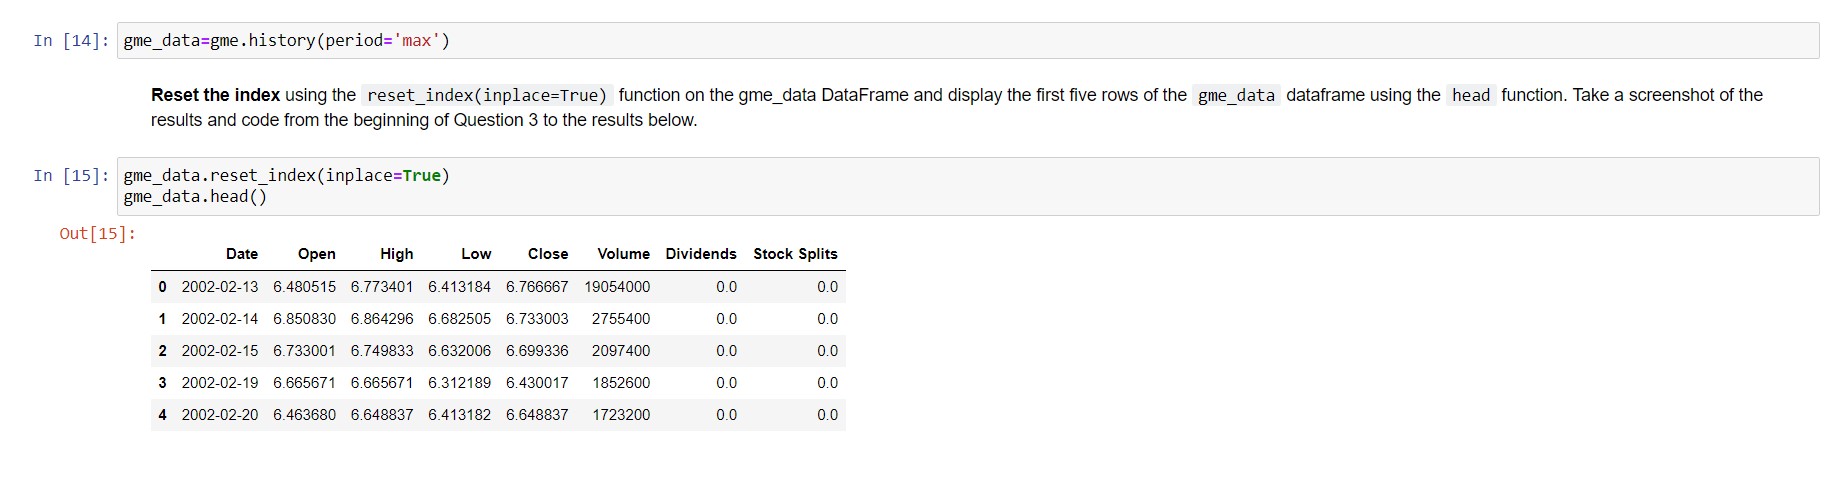 In [14]: gme_data=gme.history(period='max')
Reset the index using the reset_index(inplace=True) function on the gme_data DataFrame and display the first five rows of the gme_data dataframe using the head function. Take a screenshot of the
results and code from the beginning of Question 3 to the results below.
In [15]: gme_data.reset_index(inplace=True)
gme_data.head()
Out[15]:
Date Open High Low Close Volume Dividends Stock Splits
0 2002-02-13 6.480515 6.773401 6.413184 6.766667 19054000 0.0 0.0
1 2002-02-14 6.850830 6.864296 6.682505 6.733003 2755400 0.0 0.0
2 2002-02-15 6.733001 6.749833 6.632006 6.699336 2097400 0.0 0.0
3 2002-02-19 6.665671 6.665671 6.312189 6.430017 1852600 0.0 0.0
4 2002-02-20 6.463680 6.648837 6.413182 6.648837 1723200 0.0 0.0